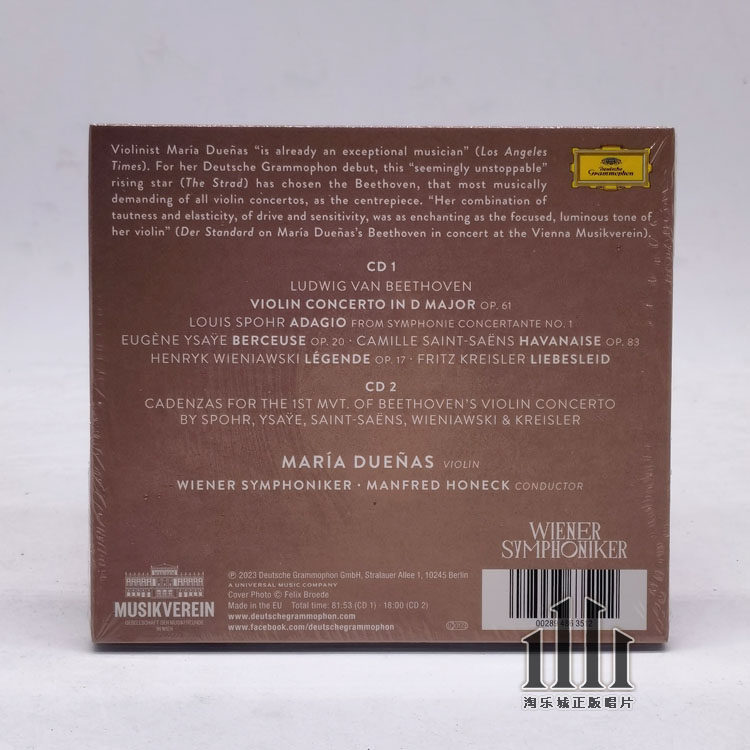 Violinist María Dueñas “is already an exceptional musician” (Los Angeles
Times). For her Deutsche Grammophon debut, this “seemingly unstoppable”
rising star (The Strad) has chosen the Beethoven, that most musically
demanding of all violin concertos, as the centrepiece. “Her combination of
tautness and elasticity, of drive and sensitivity, was as enchanting as the focused, luminous tone of
her violin” (Der Standard on María Dueñas’s Beethoven in concert at the Vienna Musikverein).
Deutsche
Grammophon
CD 1
LUDWIG VAN BEETHOVEN
VIOLIN CONCERTO IN D MAJOR OP. 61
LOUIS SPOHR ADAGIO FROM SYMPHONIE CONCERTANTE NO. 1
EUGÈNE YSAŸE BERCEUSE OP. 20 · CAMILLE SAINT-SAËNS HAVANAISE OP. 83
HENRYK WIENIAWSKI LÉGENDE OP. 17 · FRITZ KREISLER LIEBESLEID
CD 2
CADENZAS FOR THE 1ST MVT. OF BEETHOVEN’S VIOLIN CONCERTO
BY SPOHR, YSAŸE, SAINT-SAËNS, WIENIAWSKI & KREISLER
MARÍA DUEÑAS VIOLIN
WIENER SYMPHONIKER · MANFRED HONECK CONDUCTOR
WIENER
SYMPHONIKER
MUSIKVEREIN
GESELLSCHAFT DER MUSIKFREUNDE
IN WIEN
℗ 2023 Deutsche Grammophon GmbH, Stralauer Allee 1, 10245 Berlin
A UNIVERSAL MUSIC COMPANY
Cover Photo © Felix Broede
Made in the EU Total time: 81:53 (CD 1) · 18:00 (CD 2)
www.deutschegrammophon.com
www.facebook.com/deutschegrammophon
00289 486 3512
淘乐城正版唱片